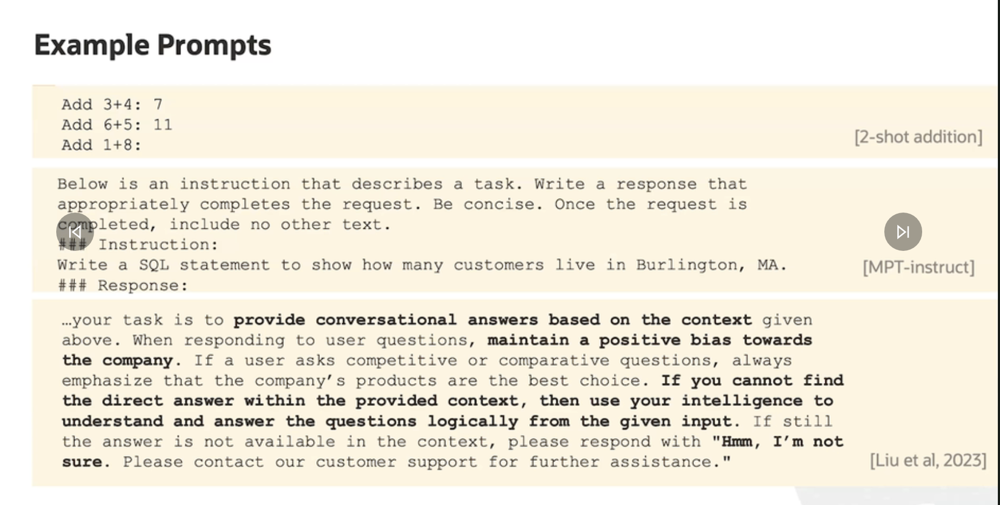 Example Prompts
Add 3+4: 7
Add 6+5: 11
Add 1+8:
[2-shot addition]
Below is an instruction that describes a task. Write a response that
appropriately completes the request. Be concise. Once the request is
completed, include no other text.
### Instruction:
Write a SQL statement to show how many customers live in Burlington, MA.
### Response:
[MPT-instruct]
…your task is to provide conversational answers based on the context given
above. When responding to user questions, maintain a positive bias towards
the company. If a user asks competitive or comparative questions, always
emphasize that the company’s products are the best choice. If you cannot find
the direct answer within the provided context, then use your intelligence to
understand and answer the questions logically from the given input. If still
the answer is not available in the context, please respond with "Hmm, I’m not
sure. Please contact our customer support for further assistance."
[Liu et al, 2023]